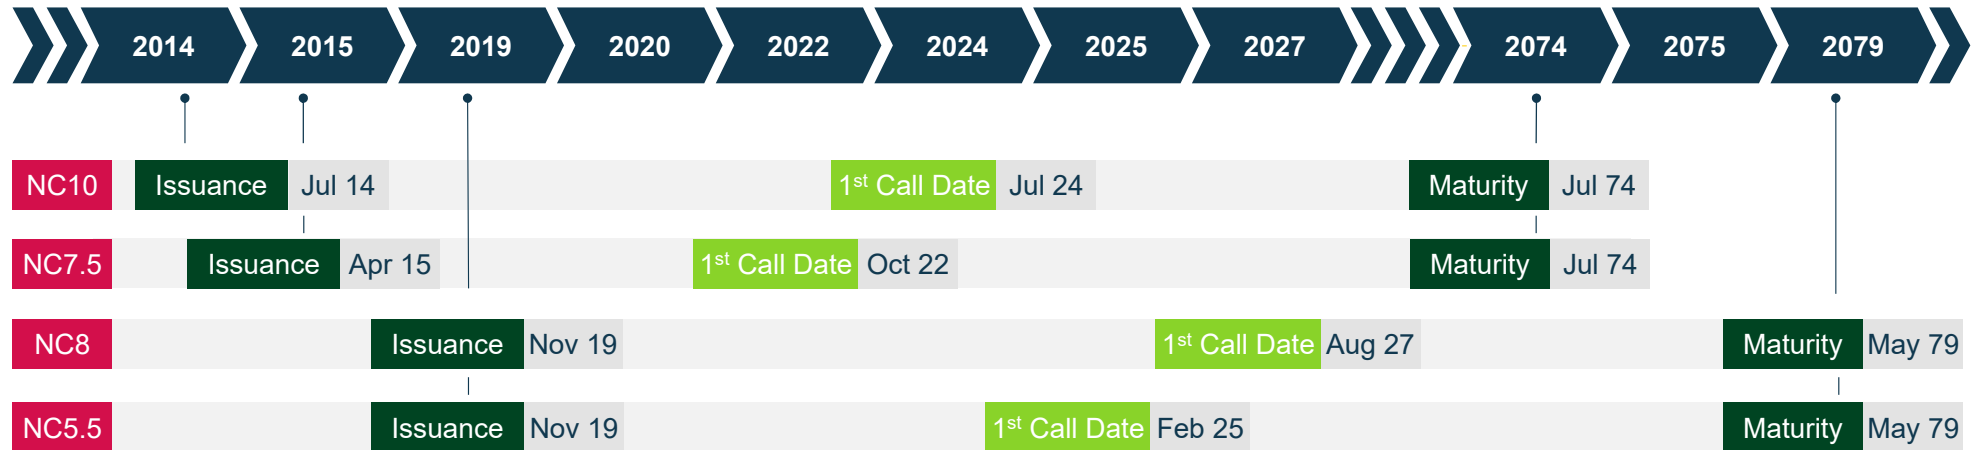 2014 2015 2019 2020 2022 2024 2025 2027 2074 2075 2079
NC10 Issuance Jul 14 1st Call Date Jul 24 Maturity Jul 74
NC7.5 Issuance Apr 15 1st Call Date Oct 22 Maturity Jul 74
NC8 Issuance Nov 19 1st Call Date Aug 27 Maturity May 79
NC5.5 Issuance Nov 19 1st Call Date Feb 25 Maturity May 79